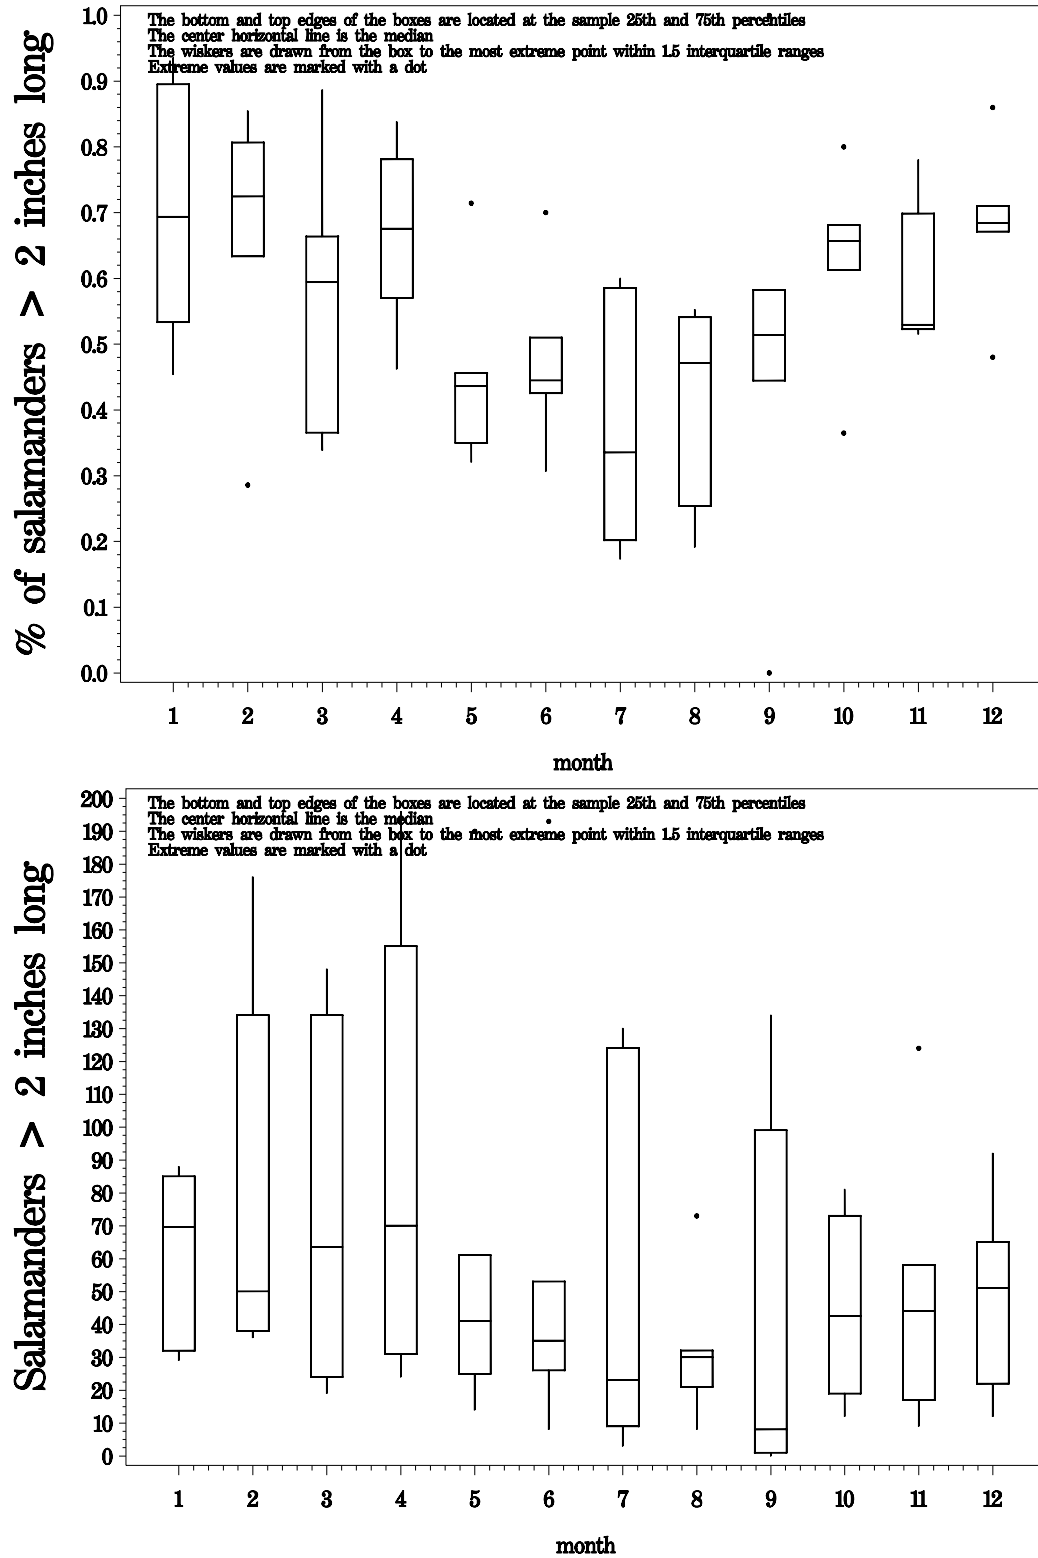 % of salamanders > 2 inches long
The bottom and top edges of the boxes are located at the sample 25th and 75th percentiles
The center horizontal line is the median
The wiskers are drawn from the box to the most extreme point within 1.5 interquartile ranges
Extreme values are marked with a dot
1.0
0.9
0.8
0.7
0.6
0.5
0.4
0.3
0.2
0.1
0.0
1 2 3 4 5 6 7 8 9 10 11 12
month
Salamanders > 2 inches long
The bottom and top edges of the boxes are located at the sample 25th and 75th percentiles
The center horizontal line is the median
The wiskers are drawn from the box to the most extreme point within 1.5 interquartile ranges
Extreme values are marked with a dot
200
190
180
170
160
150
140
130
120
110
100
90
80
70
60
50
40
30
20
10
0
1 2 3 4 5 6 7 8 9 10 11 12
month